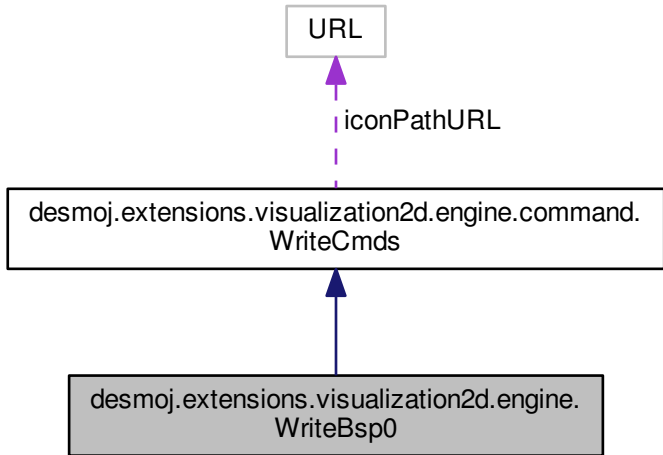 URL
iconPathURL
desmoj.extensions.visualization2d.engine.command.
WriteCmds
desmoj.extensions.visualization2d.engine.
WriteBsp0